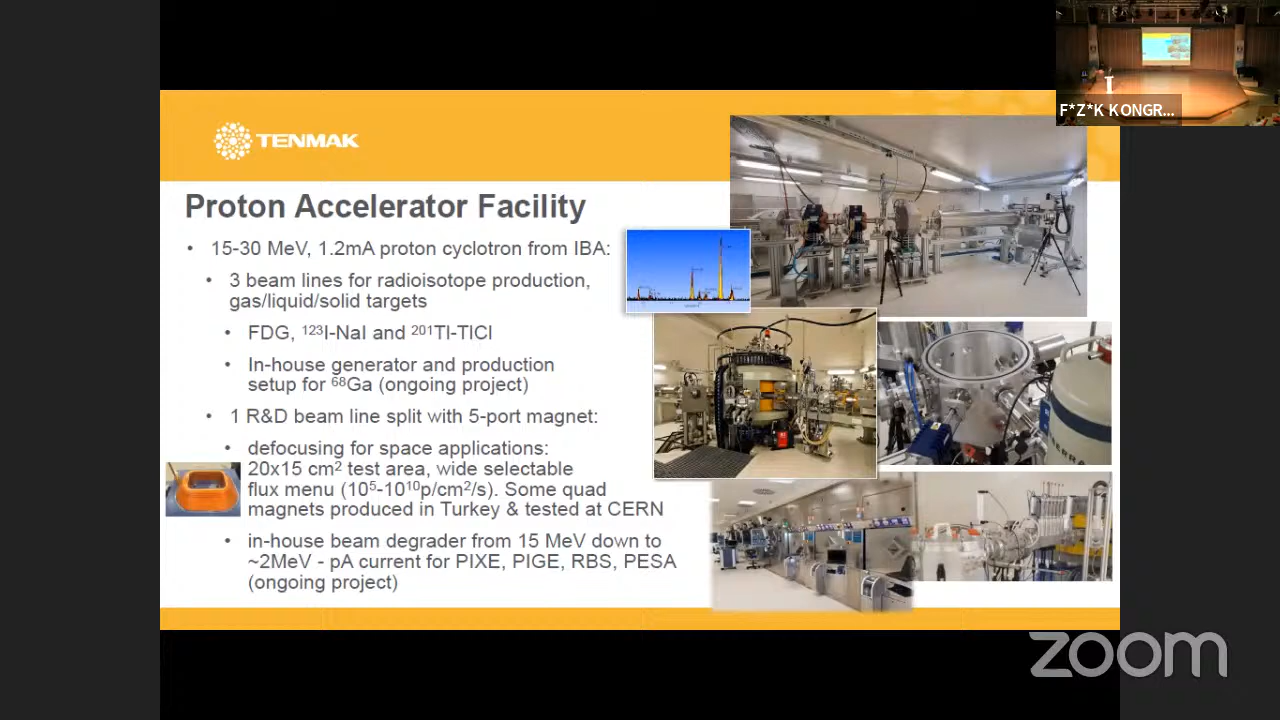 F*Z*K KONGR...
TENMAK
Proton Accelerator Facility
• 15-30 MeV, 1.2mA proton cyclotron from IBA:
• 3 beam lines for radioisotope production,
gas/liquid/solid targets
• FDG, ¹²³I-NaI and ²⁰¹Tl-TlCl
• In-house generator and production
setup for ⁶⁸Ga (ongoing project)
• 1 R&D beam line split with 5-port magnet:
• defocusing for space applications:
20x15 cm² test area, wide selectable
flux menu (10⁵-10¹⁰p/cm²/s). Some quad
magnets produced in Turkey & tested at CERN
• in-house beam degrader from 15 MeV down to
~2MeV - pA current for PIXE, PIGE, RBS, PESA
(ongoing project)
zoom